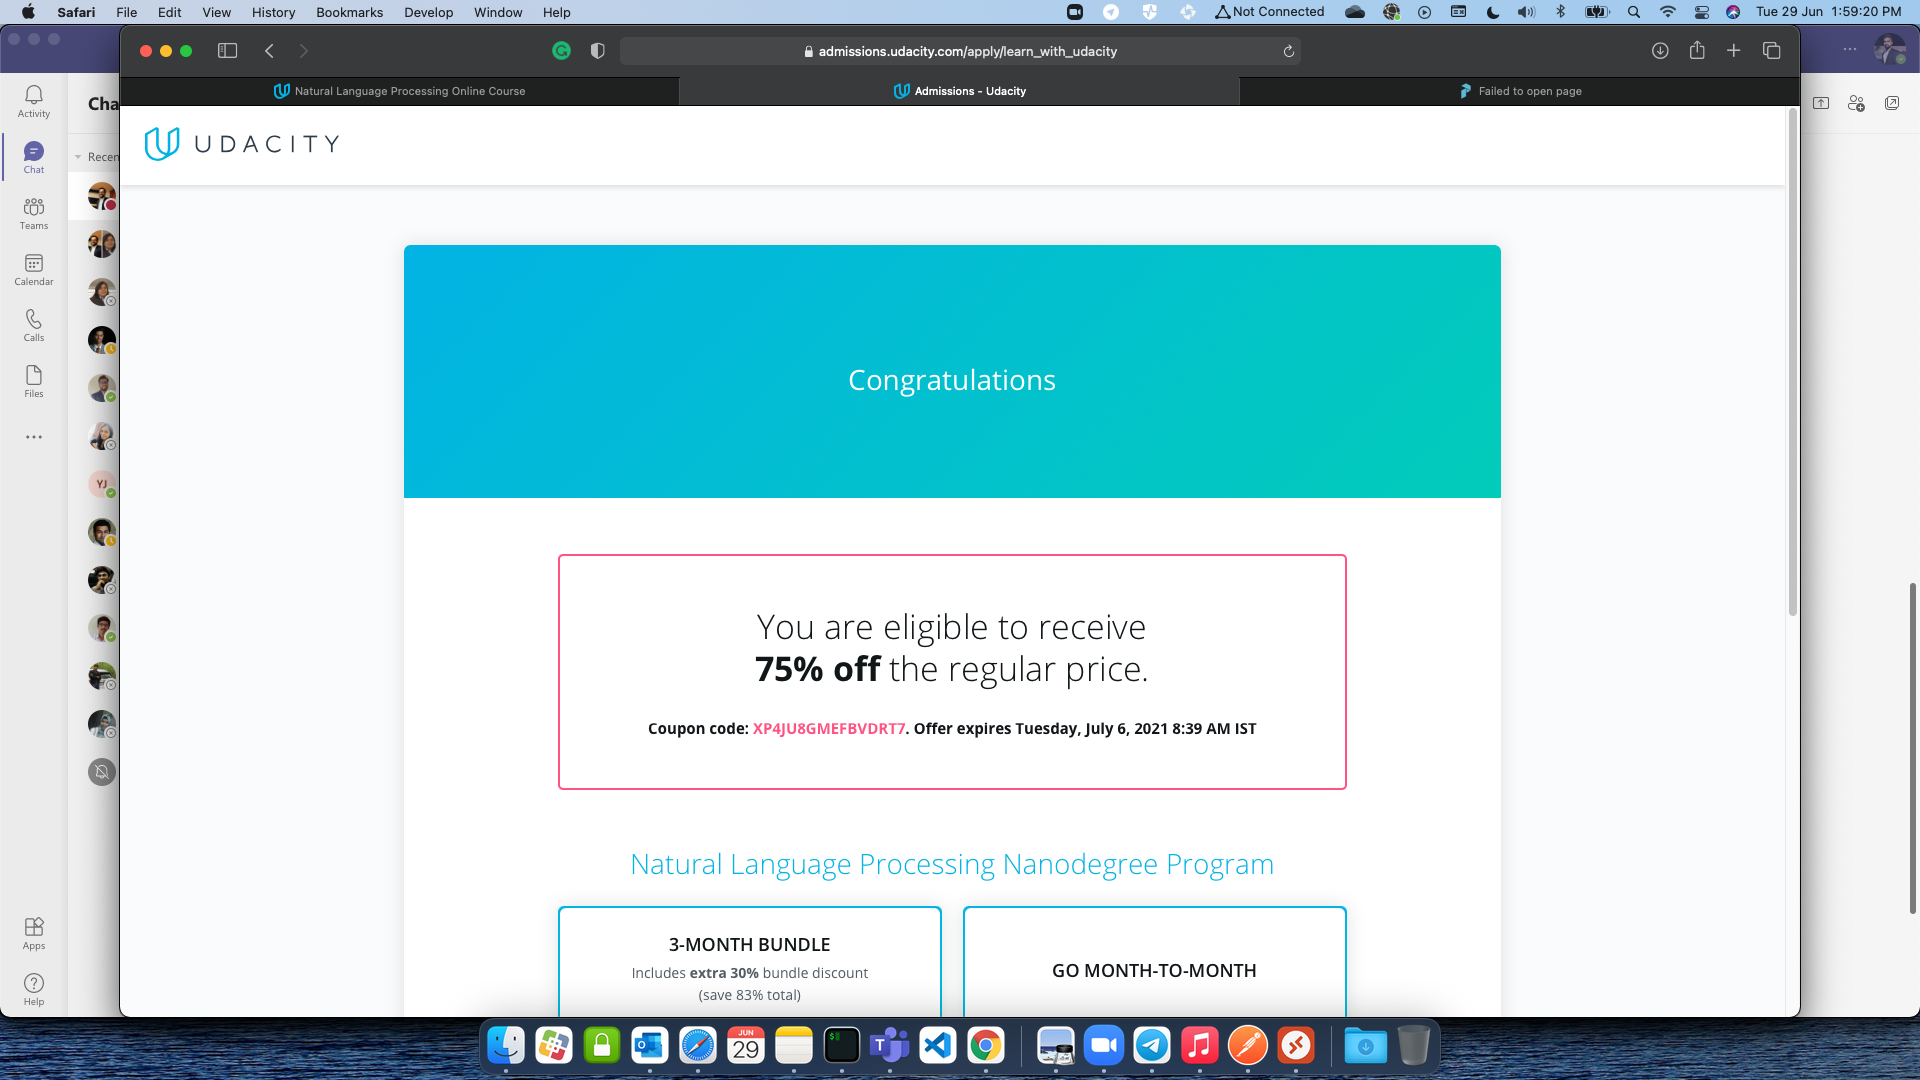 Safari File Edit View History Bookmarks Develop Window Help
Not Connected
Tue 29 Jun 1:59:20 PM
admissions.udacity.com/apply/learn_with_udacity
Natural Language Processing Online Course
Admissions - Udacity
Failed to open page
Activity
Chat
Teams
Calendar
Calls
Files
Apps
Help
Cha
Recen
YJ
UDACITY
Congratulations
You are eligible to receive
75% off the regular price.
Coupon code: XP4JU8GMEFBVDRT7. Offer expires Tuesday, July 6, 2021 8:39 AM IST
Natural Language Processing Nanodegree Program
3-MONTH BUNDLE
Includes extra 30% bundle discount
(save 83% total)
GO MONTH-TO-MONTH
JUN
29